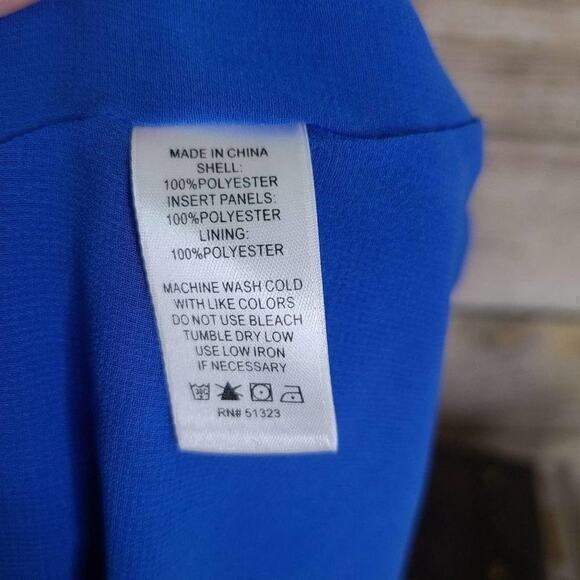 MADE IN CHINA
SHELL:
100%POLYESTER
INSERT PANELS:
100%POLYESTER
LINING:
100%POLYESTER
MACHINE WASH COLD
WITH LIKE COLORS
DO NOT USE BLEACH
TUMBLE DRY LOW
USE LOW IRON
IF NECESSARY
RN# 51323